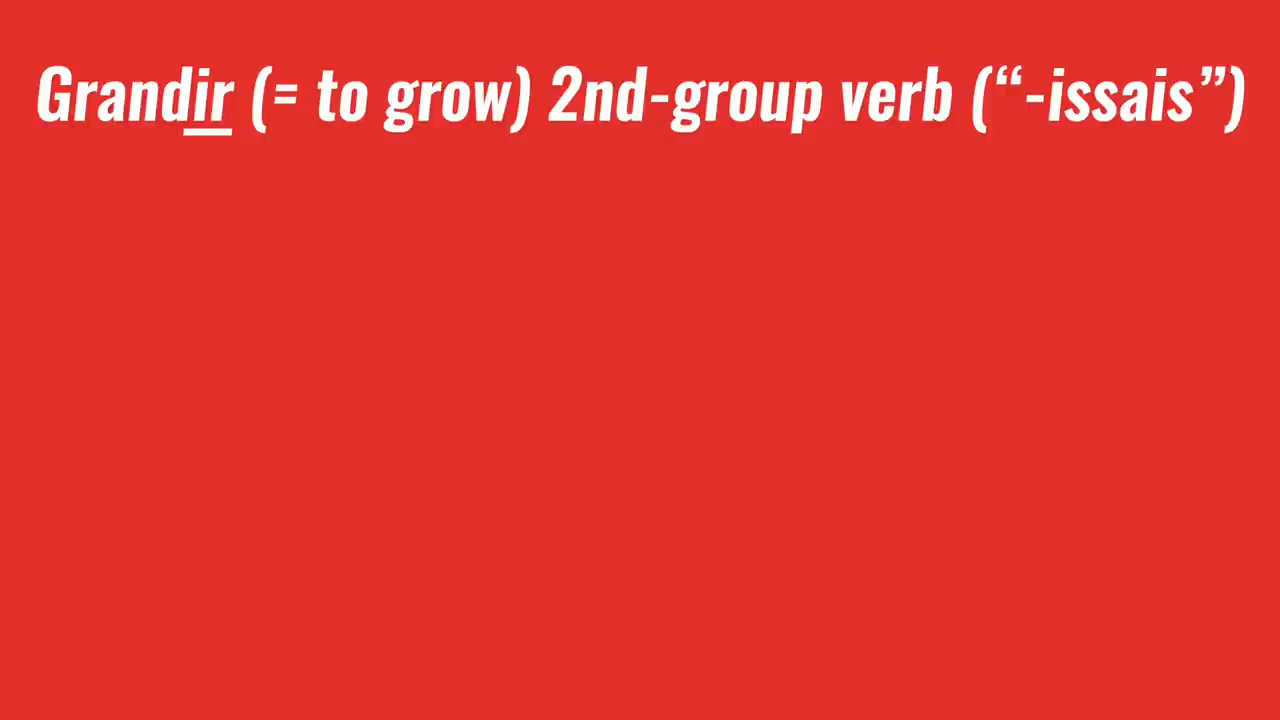 Grandir (= to grow) 2nd-group verb (“-issais”)